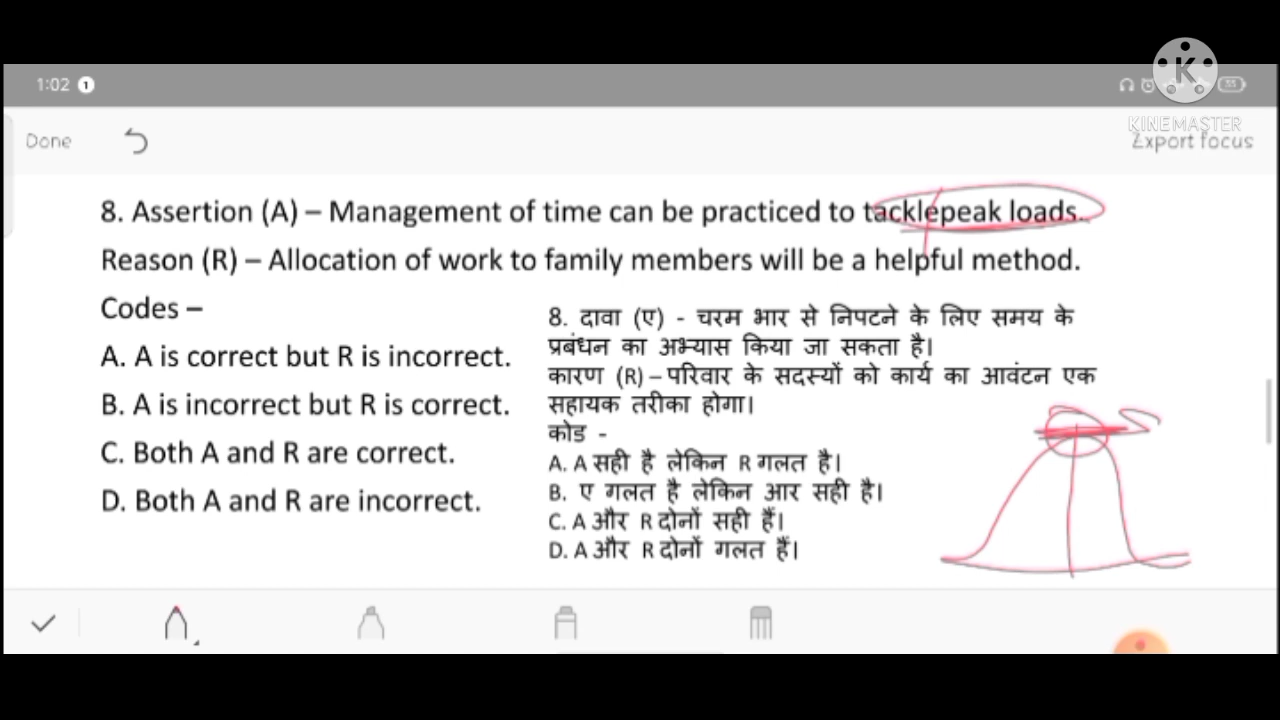 1:02 1
33
K
KINEMASTER
Done
Export focus
8. Assertion (A) – Management of time can be practiced to tacklepeak loads.
Reason (R) – Allocation of work to family members will be a helpful method.
Codes –
A. A is correct but R is incorrect.
B. A is incorrect but R is correct.
C. Both A and R are correct.
D. Both A and R are incorrect.
8. दावा (ए) - चरम भार से निपटने के लिए समय के
प्रबंधन का अभ्यास किया जा सकता है।
कारण (R) – परिवार के सदस्यों को कार्य का आवंटन एक
सहायक तरीका होगा।
कोड -
A. A सही है लेकिन R गलत है।
B. ए गलत है लेकिन आर सही है।
C. A और R दोनों सही हैं।
D. A और R दोनों गलत हैं।